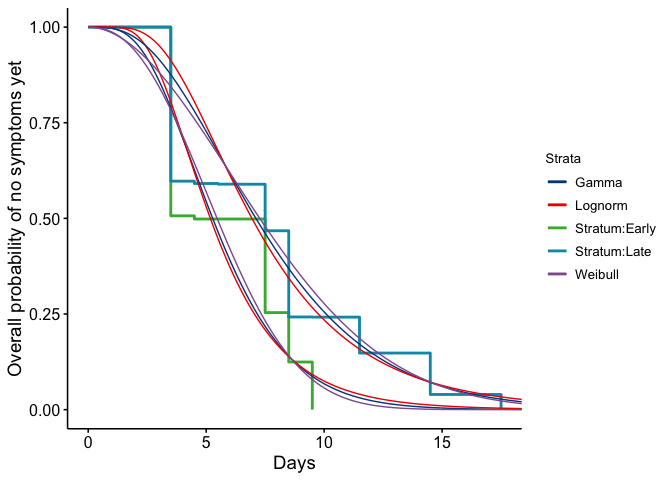 Overall probability of no symptoms yet
1.00
0.75
0.50
0.25
0.00
0
5
10
15
Days
Strata
Gamma
Lognorm
Stratum:Early
Stratum:Late
Weibull